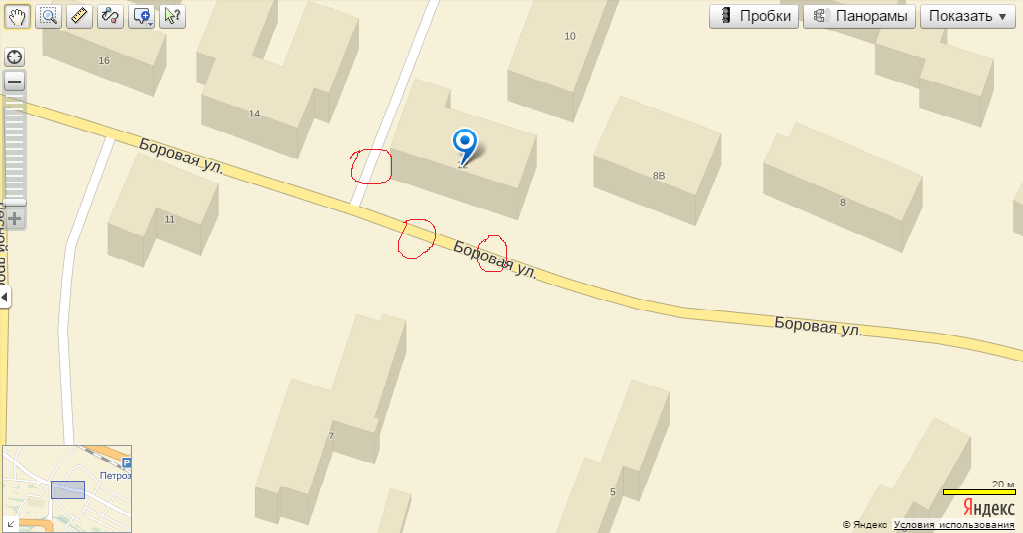 Пробки
Панорамы
Показать
16
14
10
Боровая ул.
8В
8
11
Боровая ул.
Боровая ул.
7
5
Петроз
20 м
Яндекс
© Яндекс Условия использования